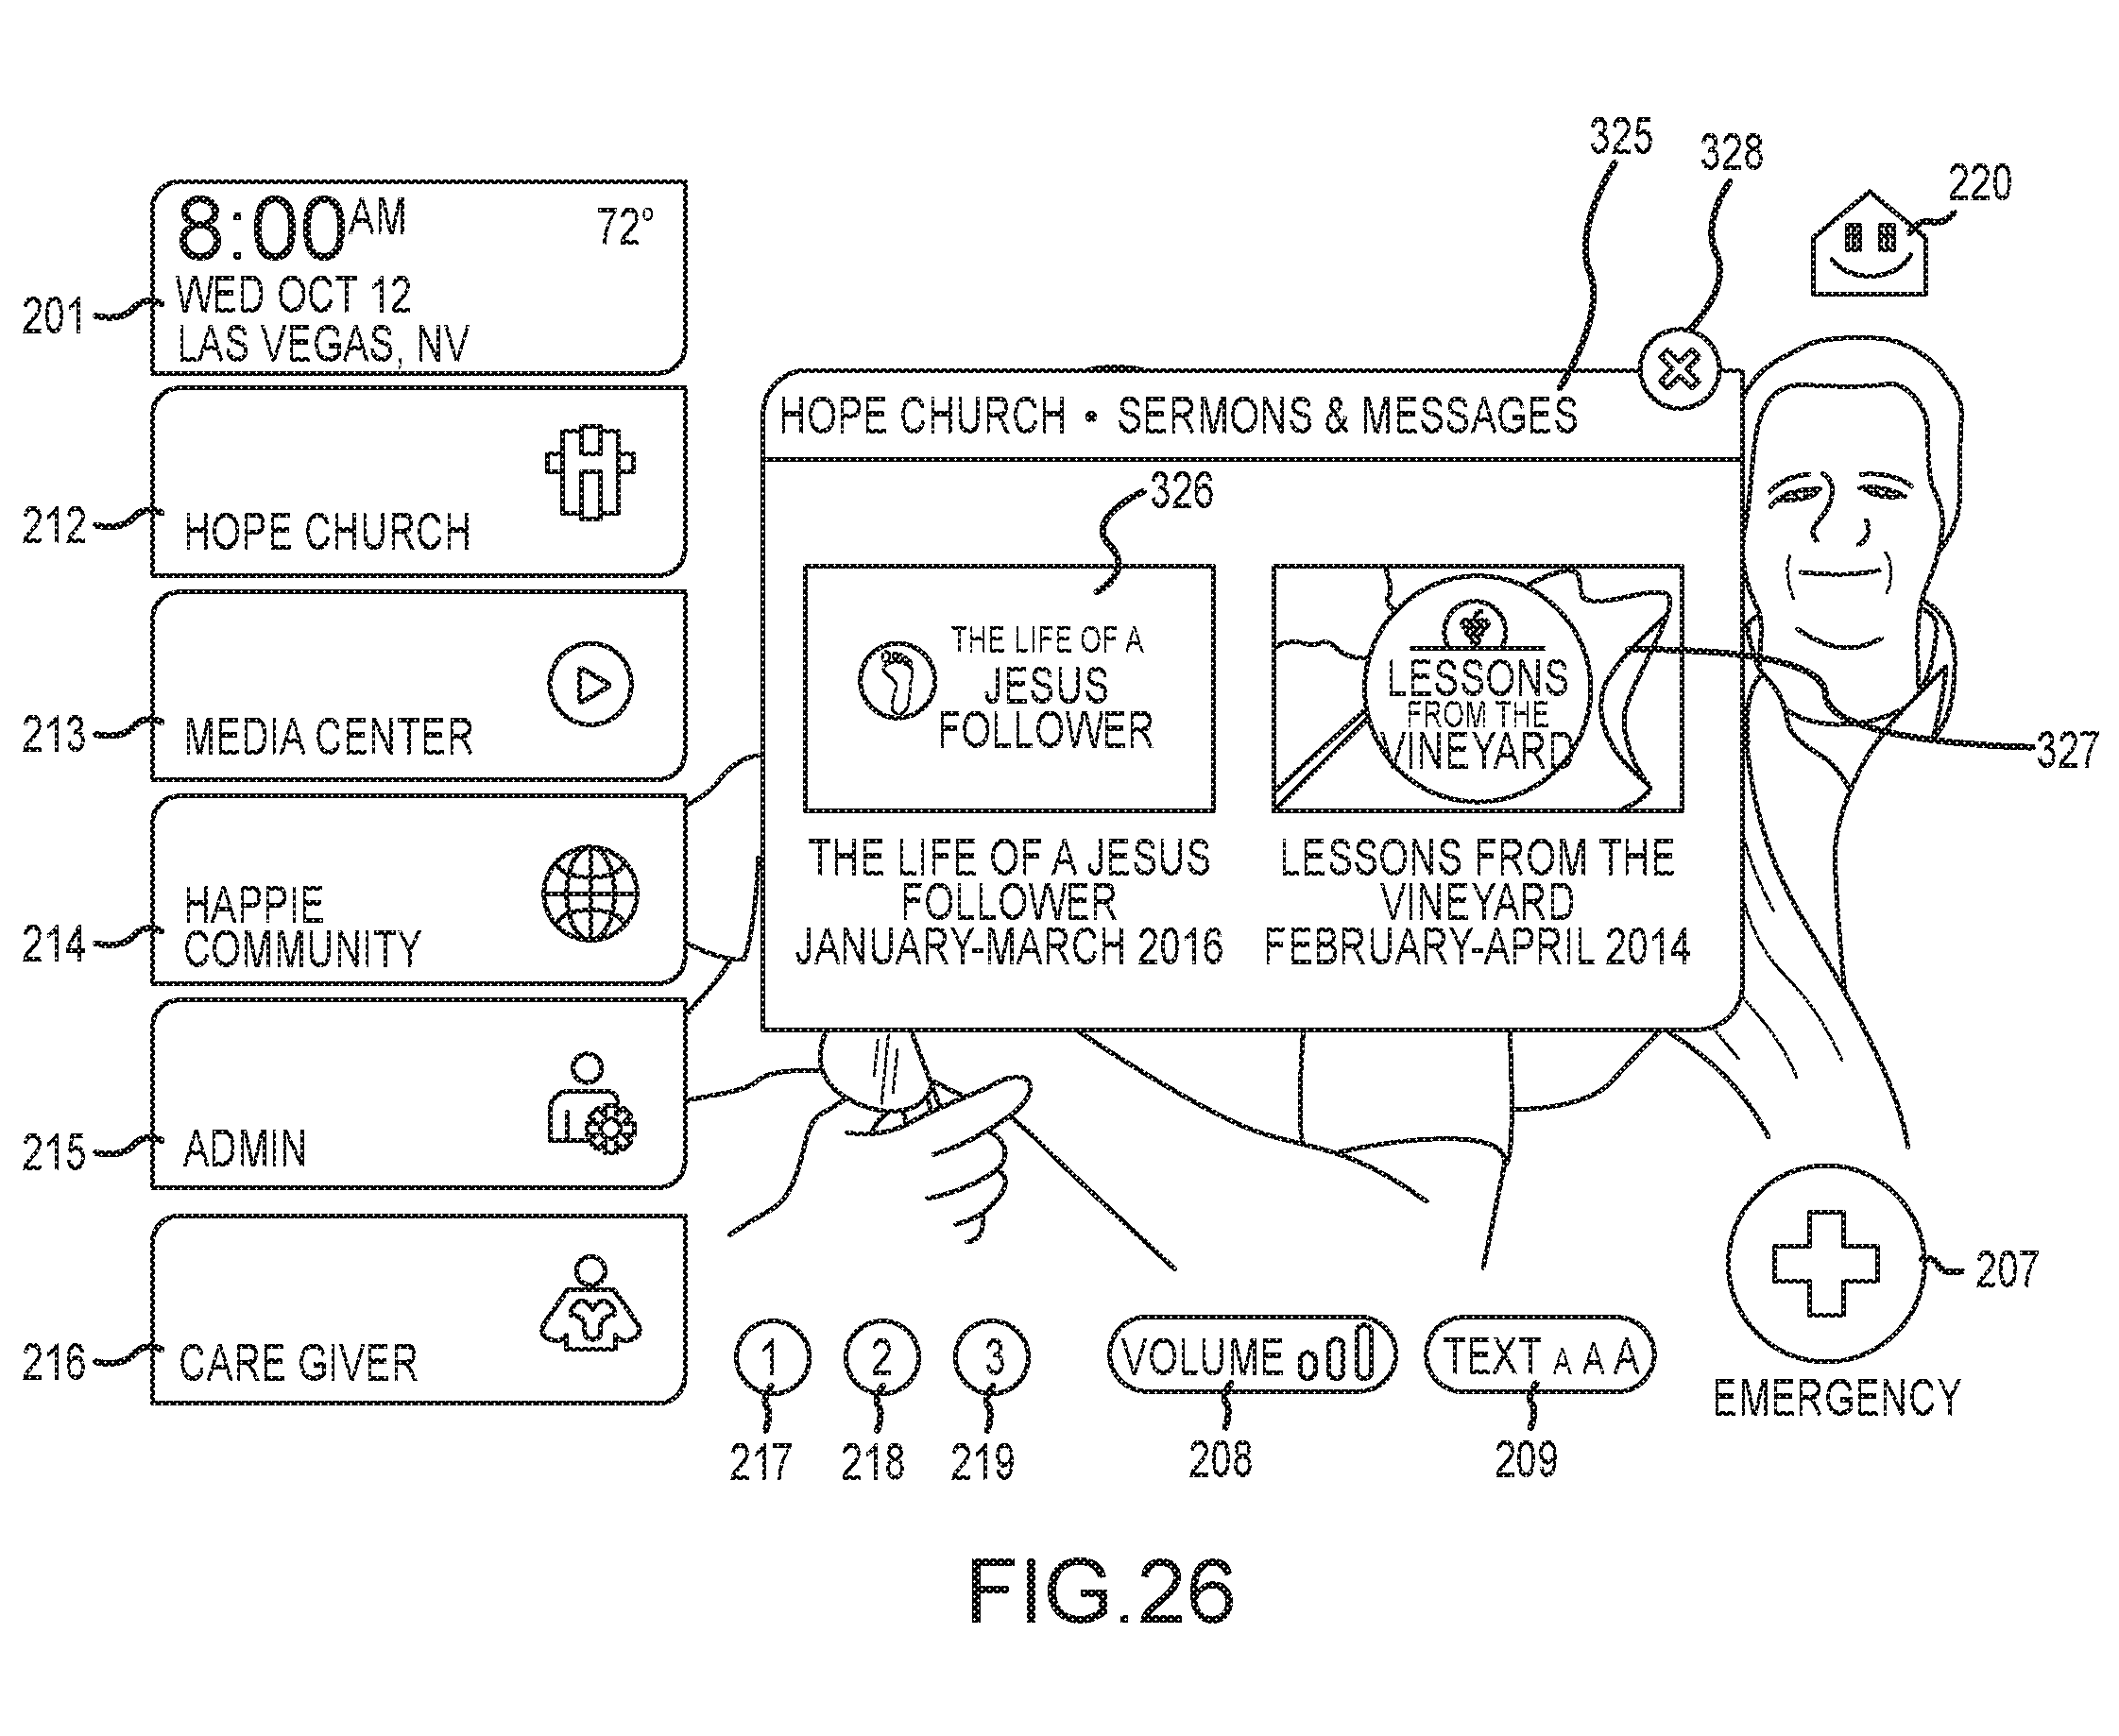 325
328
220
8:00AM
72°
WED OCT 12
LAS VEGAS, NV
201
HOPE CHURCH
212
MEDIA CENTER
213
HAPPIE
COMMUNITY
214
ADMIN
215
CARE GIVER
216
HOPE CHURCH • SERMONS & MESSAGES
326
THE LIFE OF A
JESUS
FOLLOWER
LESSONS
FROM THE
VINEYARD
327
THE LIFE OF A JESUS
FOLLOWER
JANUARY-MARCH 2016
LESSONS FROM THE
VINEYARD
FEBRUARY-APRIL 2014
207
EMERGENCY
1
2
3
VOLUME
TEXT A A A
217
218
219
208
209
FIG.26